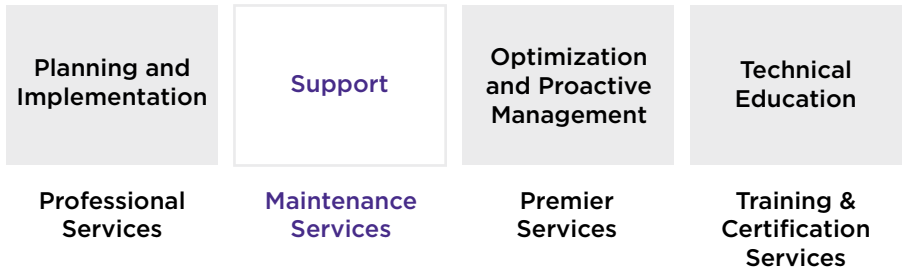 Planning and
Implementation
Support
Optimization
and Proactive
Management
Technical
Education
Professional
Services
Maintenance
Services
Premier
Services
Training &
Certification
Services